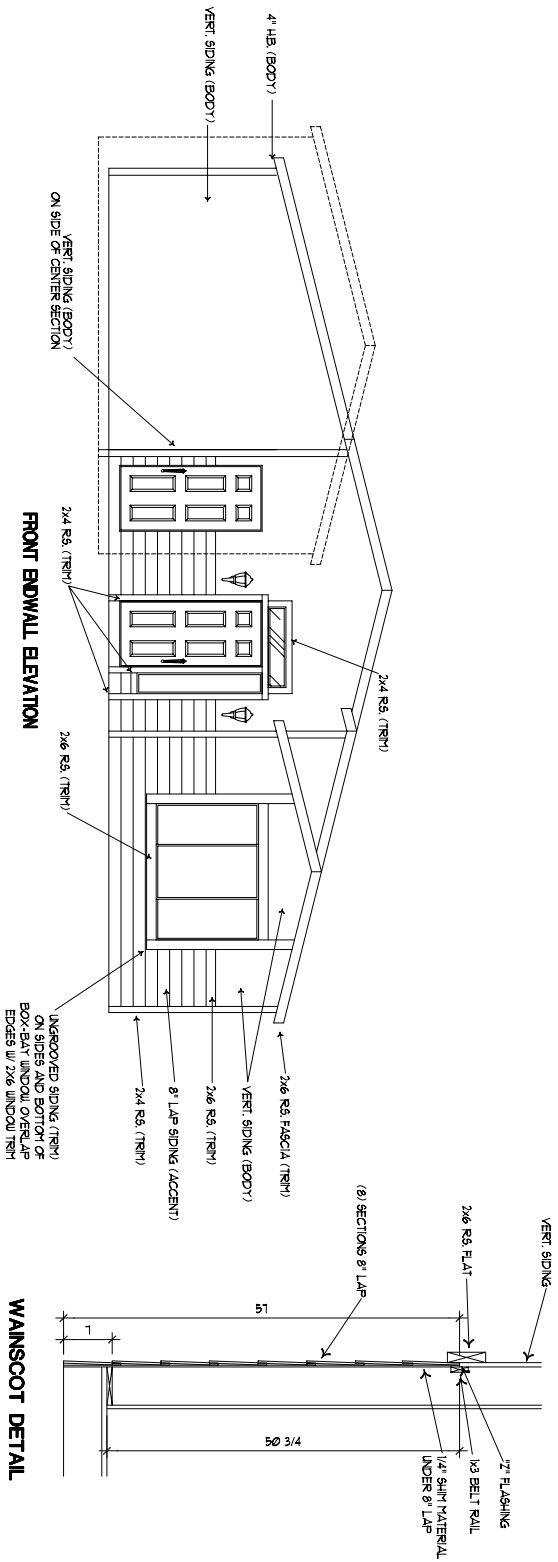 4" H.B. (BODY)
VERT. SIDING (BODY)
VERT. SIDING (BODY)
ON SIDE OF CENTER SECTION
2x4 R.S. (TRIM)
2x4 R.S. (TRIM)
2x6 R.S. (TRIM)
2x6 R.S. FASCIA (TRIM)
VERT. SIDING (BODY)
2x6 R.S. (TRIM)
8" LAP SIDING (ACCENT)
2x4 R.S. (TRIM)
UNGROOVED SIDING (TRIM)
ON SIDES AND BOTTOM OF
BOX-BAY WINDOW. OVERLAP
EDGES W/ 2X6 WINDOW TRIM
FRONT ENDWALL ELEVATION
VERT. SIDING
2x6 R.S. FLAT
(8) SECTIONS 8" LAP
57
7
50 3/4
"Z" FLASHING
1x3 BELT RAIL
1/4" SHIM MATERIAL
UNDER 8" LAP
WAINSCOT DETAIL